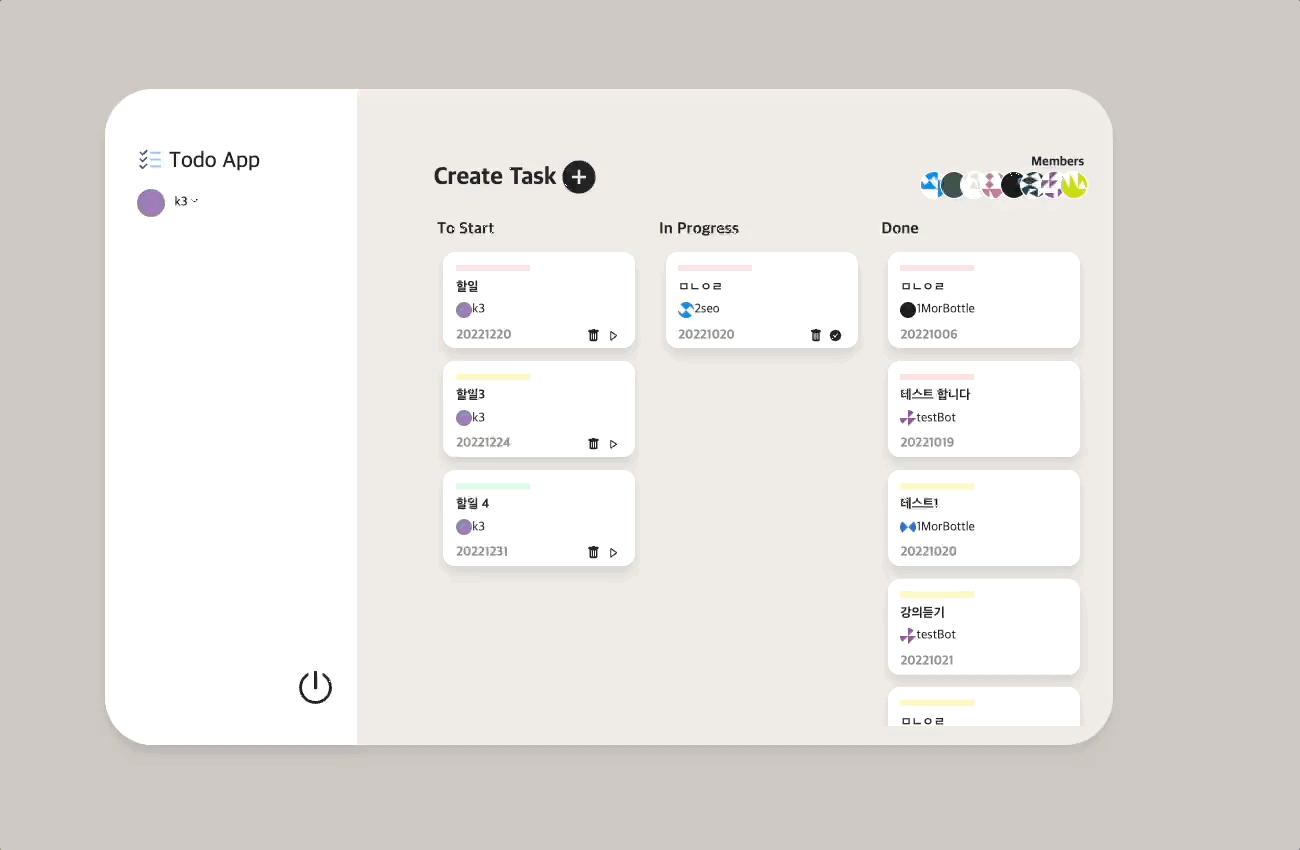 Todo App
k3
Create Task
Members
To Start
할일
k3
20221220
할일3
k3
20221224
할일 4
k3
20221231
In Progress
ㅁㄴㅇㄹ
2seo
20221020
Done
ㅁㄴㅇㄹ
1MorBottle
20221006
테스트 합니다
testBot
20221019
테스트1
1MorBottle
20221020
강의듣기
testBot
20221021
ㅁㄴㅇㄹ